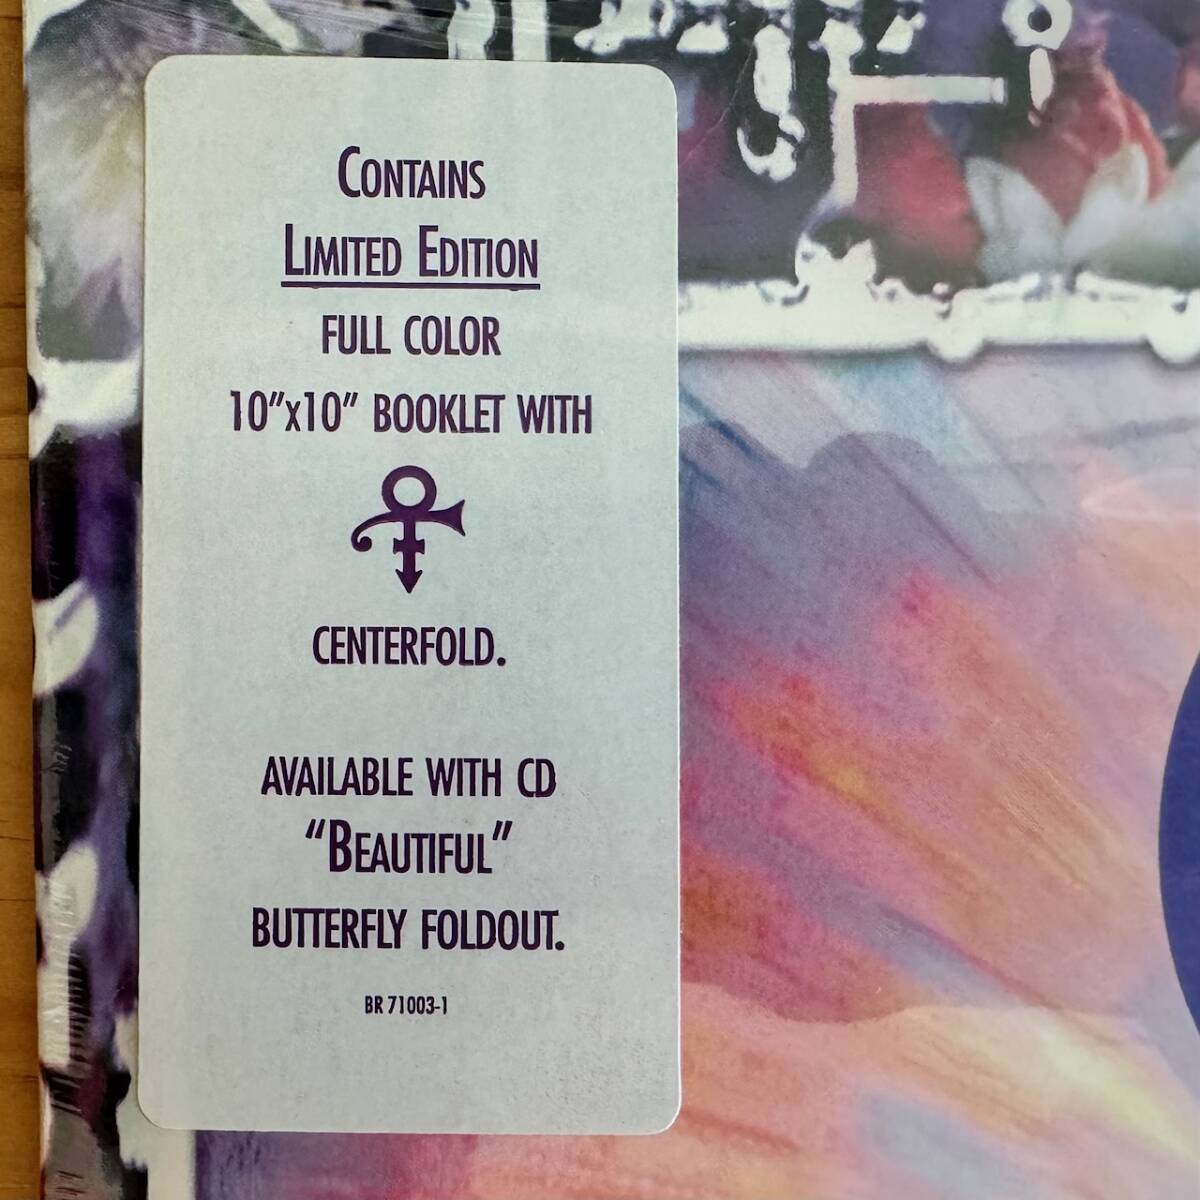 CONTAINS
LIMITED EDITION
FULL COLOR
10"x10" BOOKLET WITH
CENTERFOLD.
AVAILABLE WITH CD
“BEAUTIFUL”
BUTTERFLY FOLDOUT.
BR 71003-1